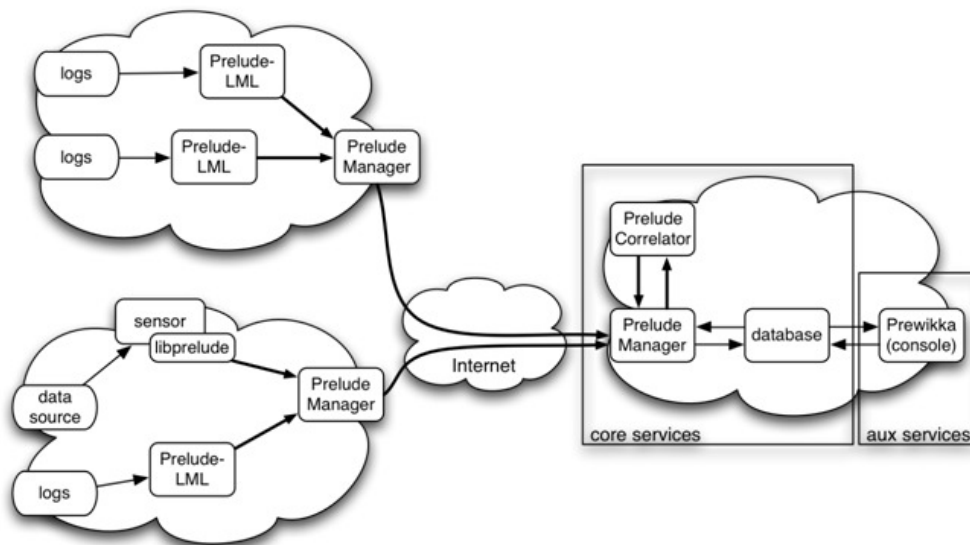 logs
Prelude-
LML
logs
Prelude-
LML
Prelude
Manager
sensor
libprelude
data
source
Prelude
Manager
Prelude-
LML
logs
Internet
Prelude
Correlator
Prelude
Manager
database
Prewikka
(console)
core services
aux services